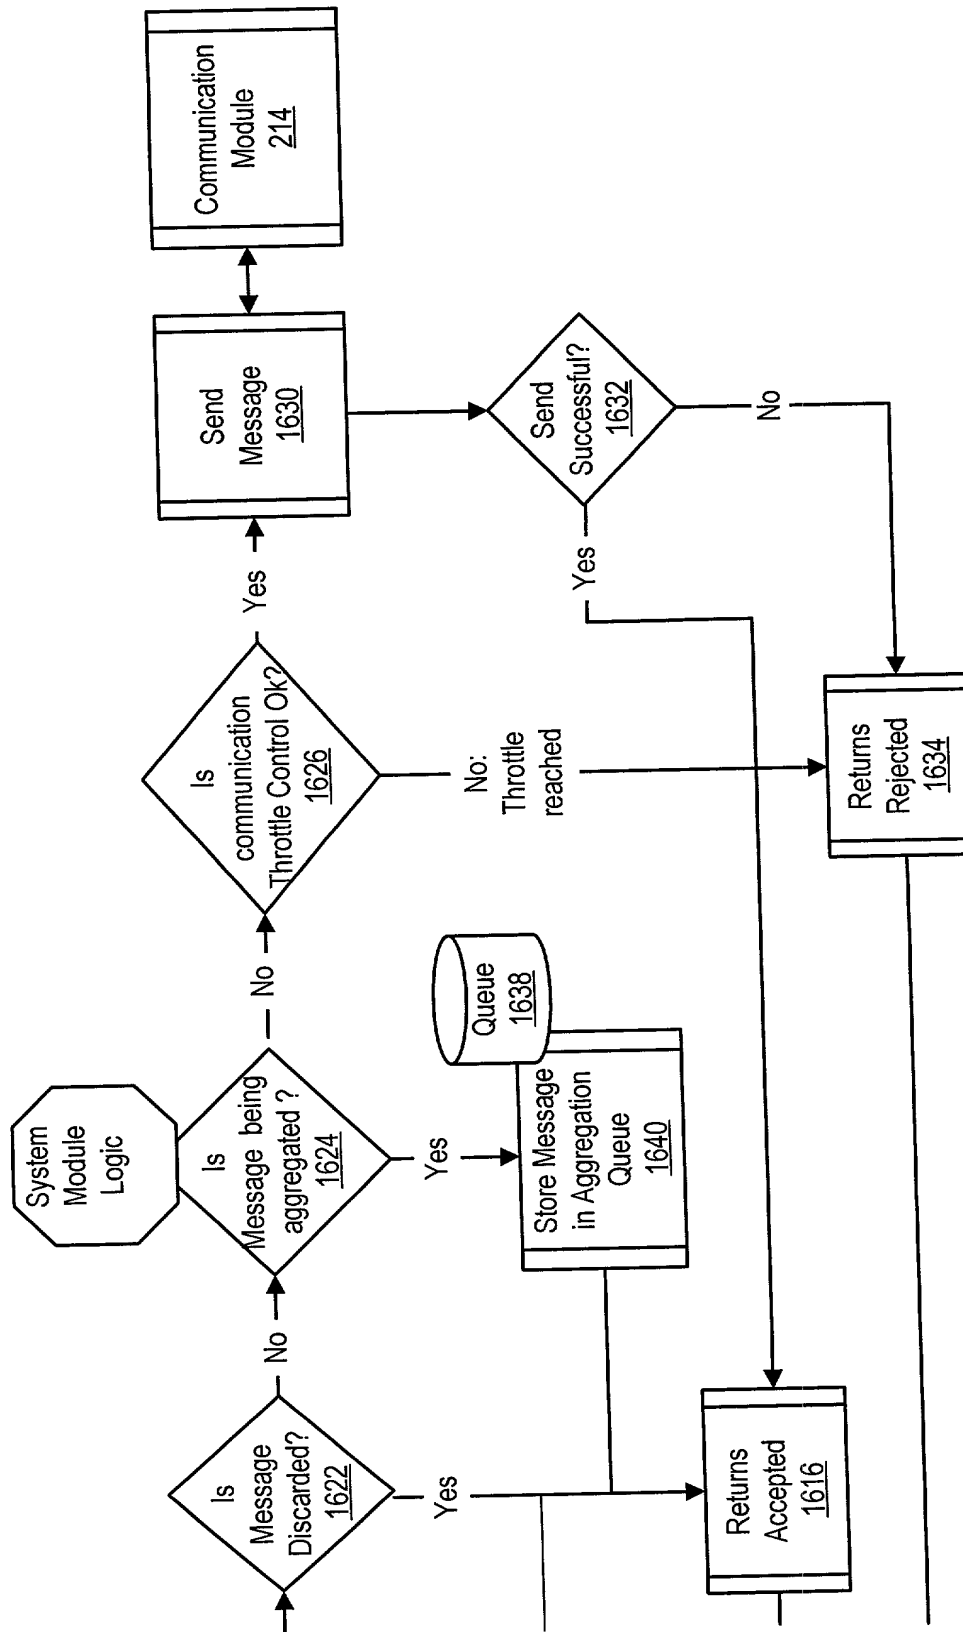 Is
Message
Discarded?
1622
No
Yes
System
Module
Logic
Is
Message being
aggregated ?
1624
No
Yes
Store Message
in Aggregation
Queue
1640
Queue
1638
Is
communication
Throttle Control Ok?
1626
Yes
No:
Throttle
reached
Send
Message
1630
Communication
Module
214
Send
Successful?
1632
Yes
No
Returns
Accepted
1616
Returns
Rejected
1634